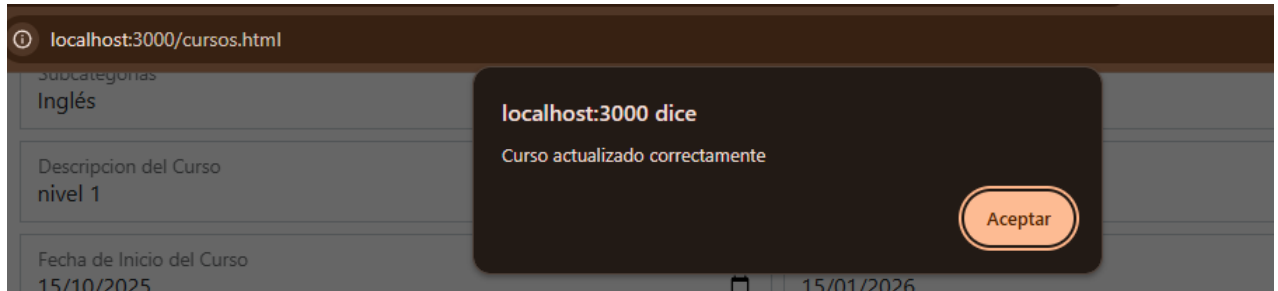 localhost:3000/cursos.html
Subcategorías
Inglés
localhost:3000 dice
Curso actualizado correctamente
Descripcion del Curso
nivel 1
Aceptar
Fecha de Inicio del Curso
15/10/2025
15/01/2026